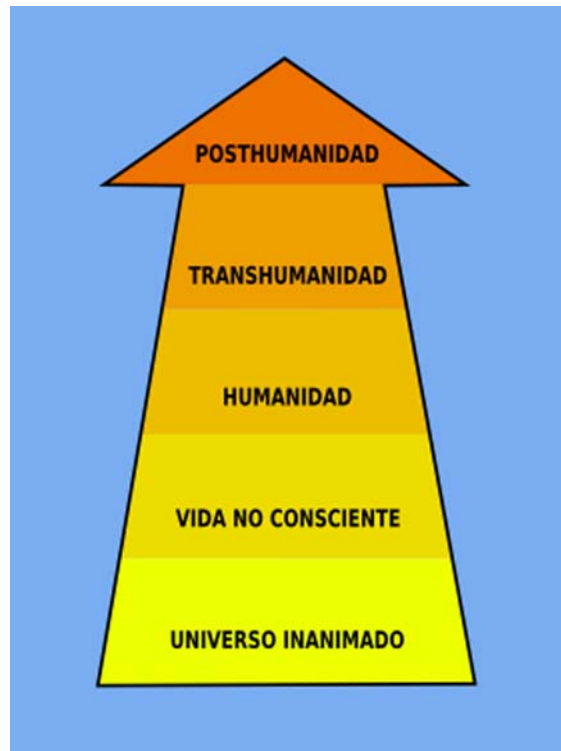 POSTHUMANIDAD
TRANSHUMANIDAD
HUMANIDAD
VIDA NO CONSCIENTE
UNIVERSO INANIMADO